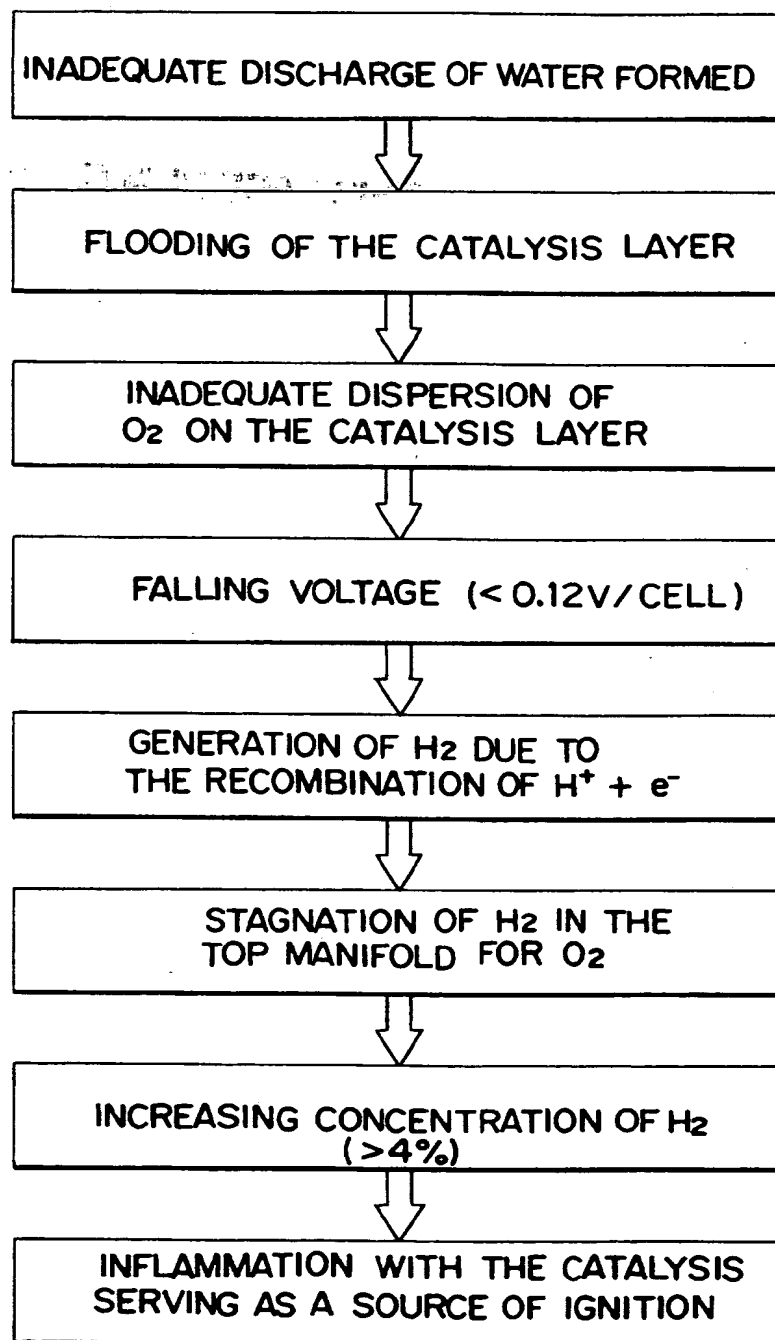 INADEQUATE DISCHARGE OF WATER FORMED
FLOODING OF THE CATALYSIS LAYER
INADEQUATE DISPERSION OF
O₂ ON THE CATALYSIS LAYER
FALLING VOLTAGE (<0.12V/CELL)
GENERATION OF H₂ DUE TO
THE RECOMBINATION OF H⁺ + e⁻
STAGNATION OF H₂ IN THE
TOP MANIFOLD FOR O₂
INCREASING CONCENTRATION OF H₂
(>4%)
INFLAMMATION WITH THE CATALYSIS
SERVING AS A SOURCE OF IGNITION